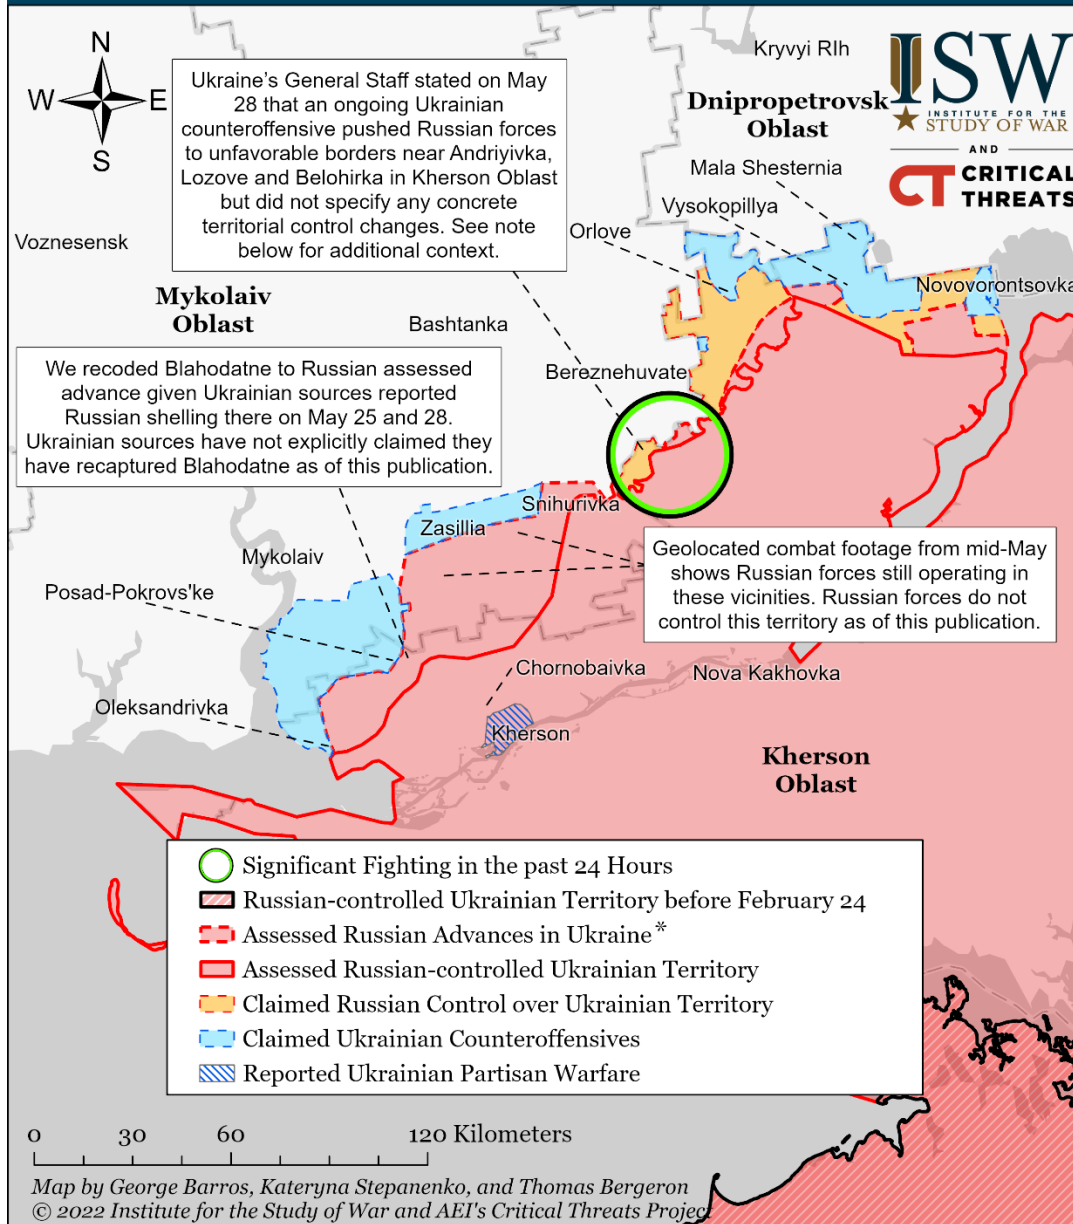 N
W
E
S
Ukraine's General Staff stated on May
28 that an ongoing Ukrainian
counteroffensive pushed Russian forces
to unfavorable borders near Andriyivka,
Lozove and Belohirka in Kherson Oblast
but did not specify any concrete
territorial control changes. See note
below for additional context.
Kryvyi RIh
ISW
INSTITUTE FOR THE
STUDY OF WAR
AND
CT CRITICAL
THREATS
Dnipropetrovsk
Oblast
Mala Shesternia
Vysokopillya
Orlove
Voznesensk
Novovorontsovka
Mykolaiv
Oblast
Bashtanka
Bereznehuvate
We recoded Blahodatne to Russian assessed
advance given Ukrainian sources reported
Russian shelling there on May 25 and 28.
Ukrainian sources have not explicitly claimed they
have recaptured Blahodatne as of this publication.
Snihurivka
Zasillia
Mykolaiv
Geolocated combat footage from mid-May
shows Russian forces still operating in
these vicinities. Russian forces do not
control this territory as of this publication.
Posad-Pokrovs'ke
Chornobaivka
Nova Kakhovka
Oleksandrivka
Kherson
Kherson
Oblast
Significant Fighting in the past 24 Hours
Russian-controlled Ukrainian Territory before February 24
Assessed Russian Advances in Ukraine*
Assessed Russian-controlled Ukrainian Territory
Claimed Russian Control over Ukrainian Territory
Claimed Ukrainian Counteroffensives
Reported Ukrainian Partisan Warfare
0 30 60 120 Kilometers
Map by George Barros, Kateryna Stepanenko, and Thomas Bergeron
© 2022 Institute for the Study of War and AEI's Critical Threats Project